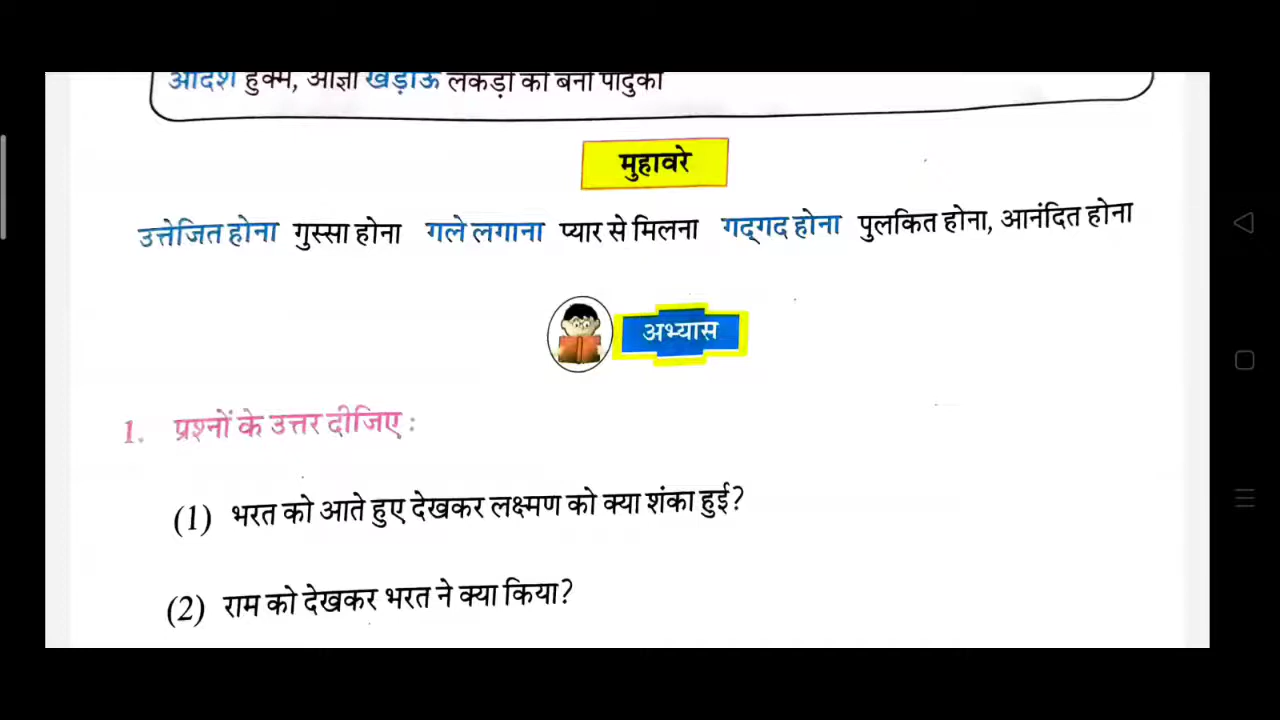 आदेश हुक्म, आज्ञा खड़ाऊ लकड़ी की बनी पादुका
मुहावरे
उत्तेजित होना गुस्सा होना गले लगाना प्यार से मिलना गद्‌गद होना पुलकित होना, आनंदित होना
अभ्यास
1. प्रश्नों के उत्तर दीजिए :
(1) भरत को आते हुए देखकर लक्ष्मण को क्या शंका हुई?
(2) राम को देखकर भरत ने क्या किया?